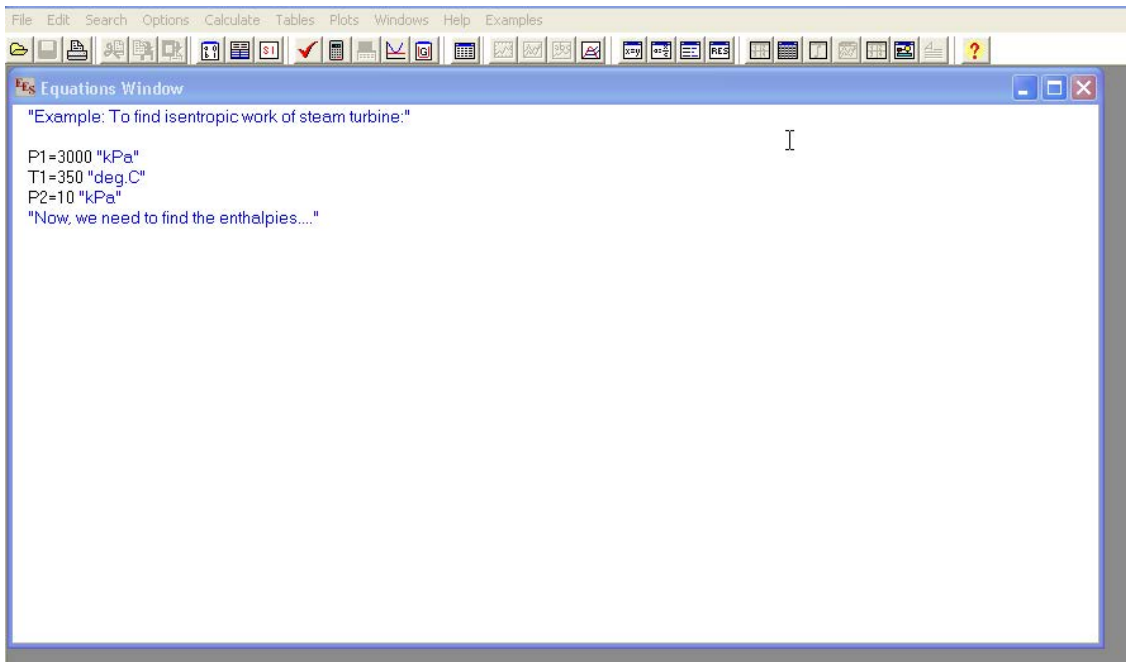 File Edit Search Options Calculate Tables Plots Windows Help Examples
EES Equations Window
"Example: To find isentropic work of steam turbine:"
P1=3000 "kPa"
T1=350 "deg.C"
P2=10 "kPa"
"Now, we need to find the enthalpies...."